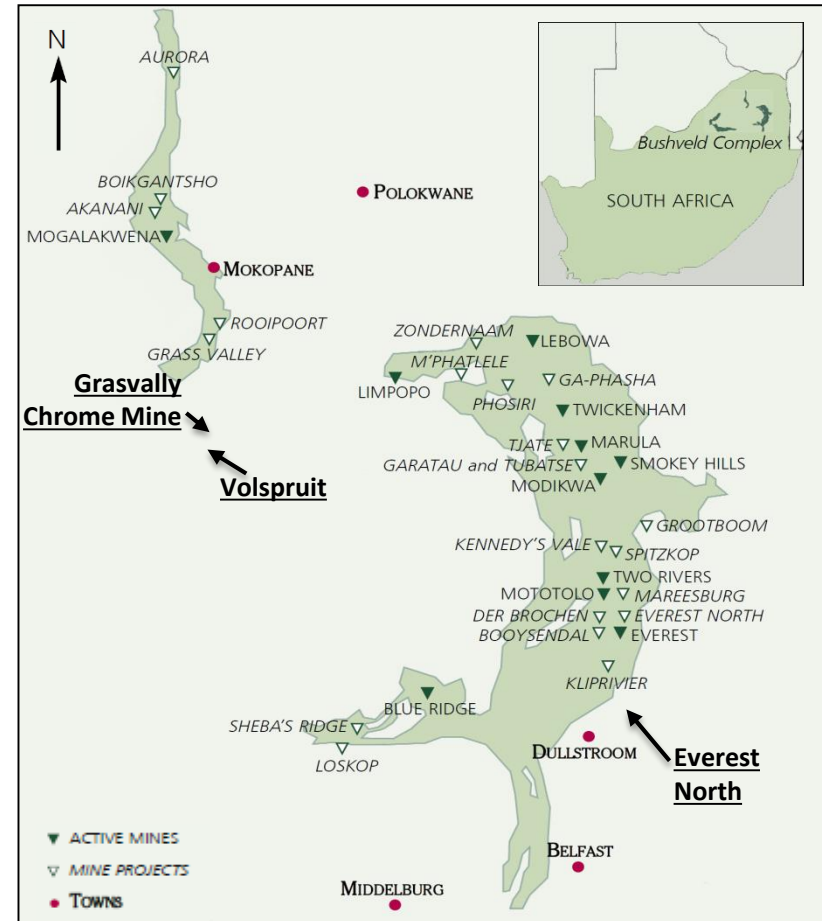 N
AURORA
Bushveld Complex
SOUTH AFRICA
BOIKGANTSHO
AKANANI
MOGALAKWENA
POLOKWANE
MOKOPANE
ROOIPOORT
GRASS VALLEY
Grasvally
Chrome Mine
Volspruit
ZONDERNAAM
LEBOWA
M'PHATLELE
GA-PHASHA
LIMPOPO
PHOSIRI
TWICKENHAM
TJATE
MARULA
GARATAU and TUBATSE
SMOKEY HILLS
MODIKWA
GROOTBOOM
KENNEDY'S VALE
SPITZKOP
TWO RIVERS
MOTOTOLO
MAREESBURG
DER BROCHEN
EVEREST NORTH
BOOYSENDAL
EVEREST
KLIPRIVIER
BLUE RIDGE
SHEBA'S RIDGE
LOSKOP
DULLSTROOM
Everest
North
BELFAST
MIDDELBURG
ACTIVE MINES
MINE PROJECTS
TOWNS